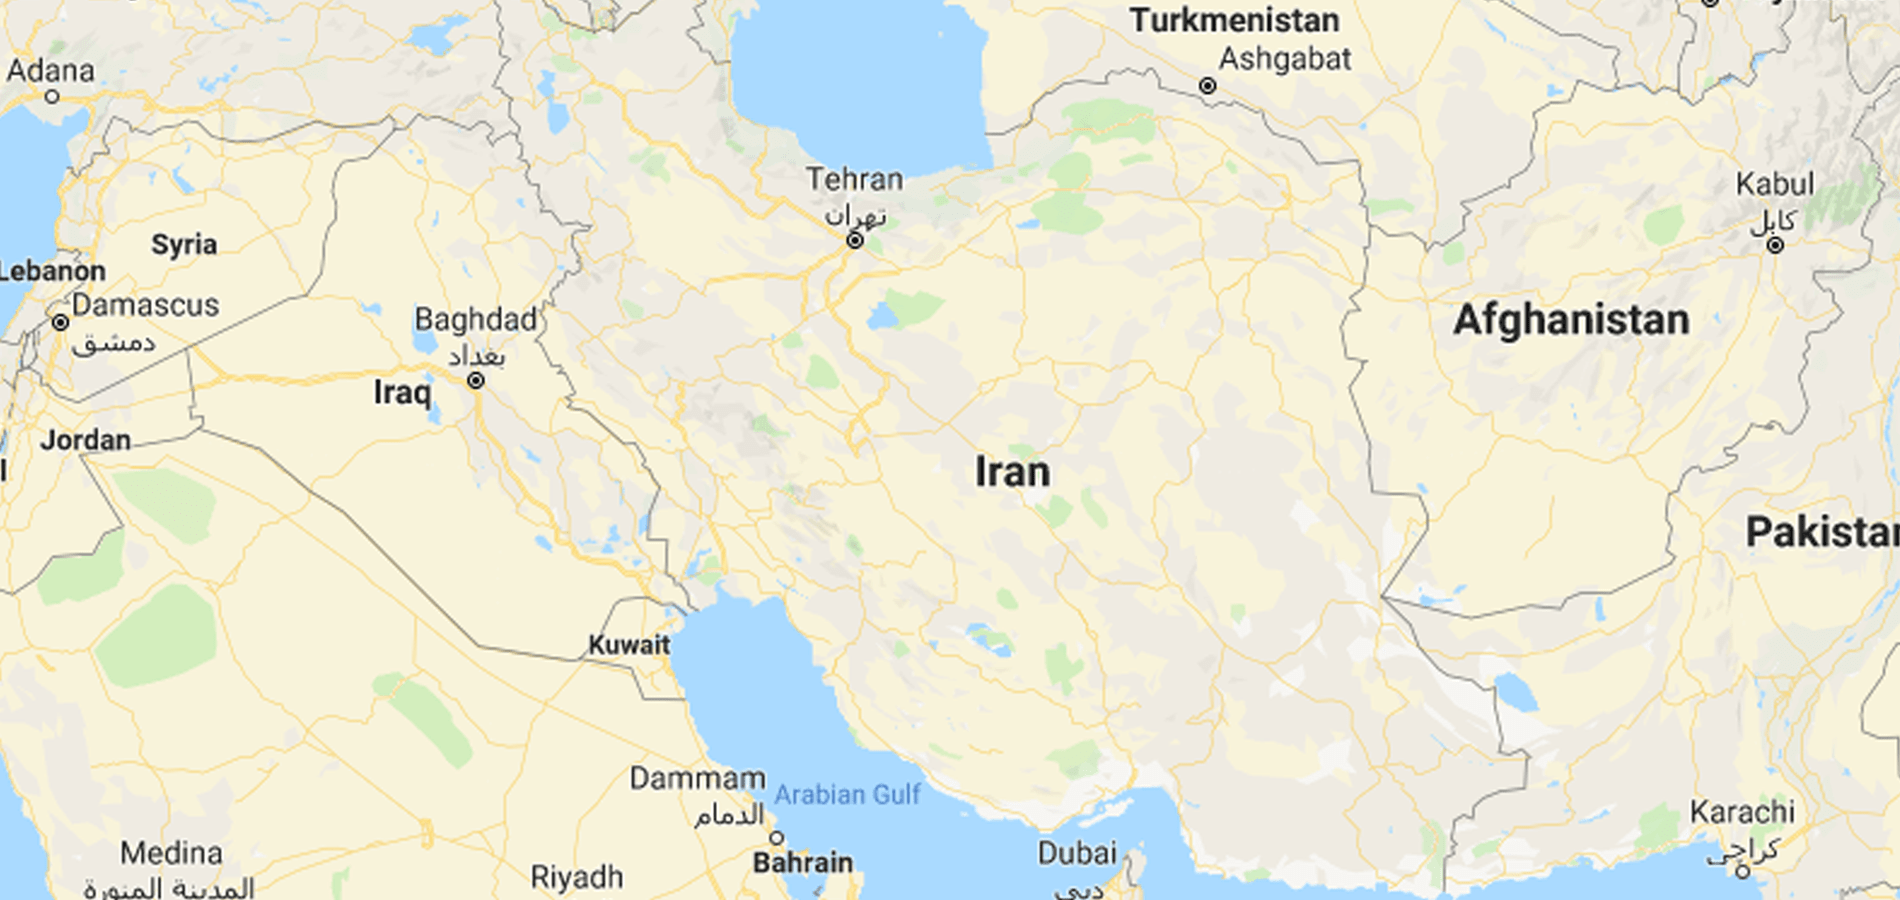 Turkmenistan
Ashgabat
Adana
Tehran
تهران
Kabul
کابل
Syria
Lebanon
Damascus
دمشق
Baghdad
بغداد
Afghanistan
Iraq
Jordan
Iran
Pakistan
Kuwait
Dammam
الدمام
Arabian Gulf
Karachi
کراچی
Medina
المدينة المنورة
Bahrain
Dubai
دبي
Riyadh